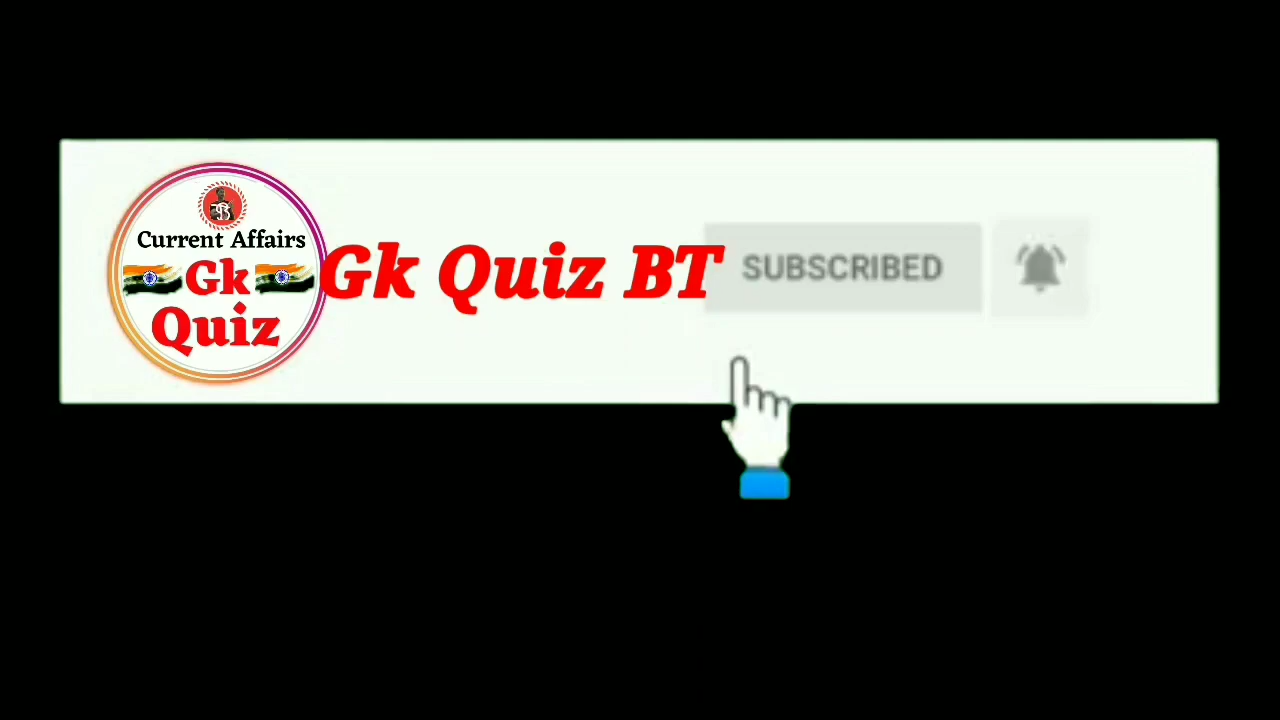 Current Affairs
Gk
Quiz
Gk Quiz BT
SUBSCRIBED